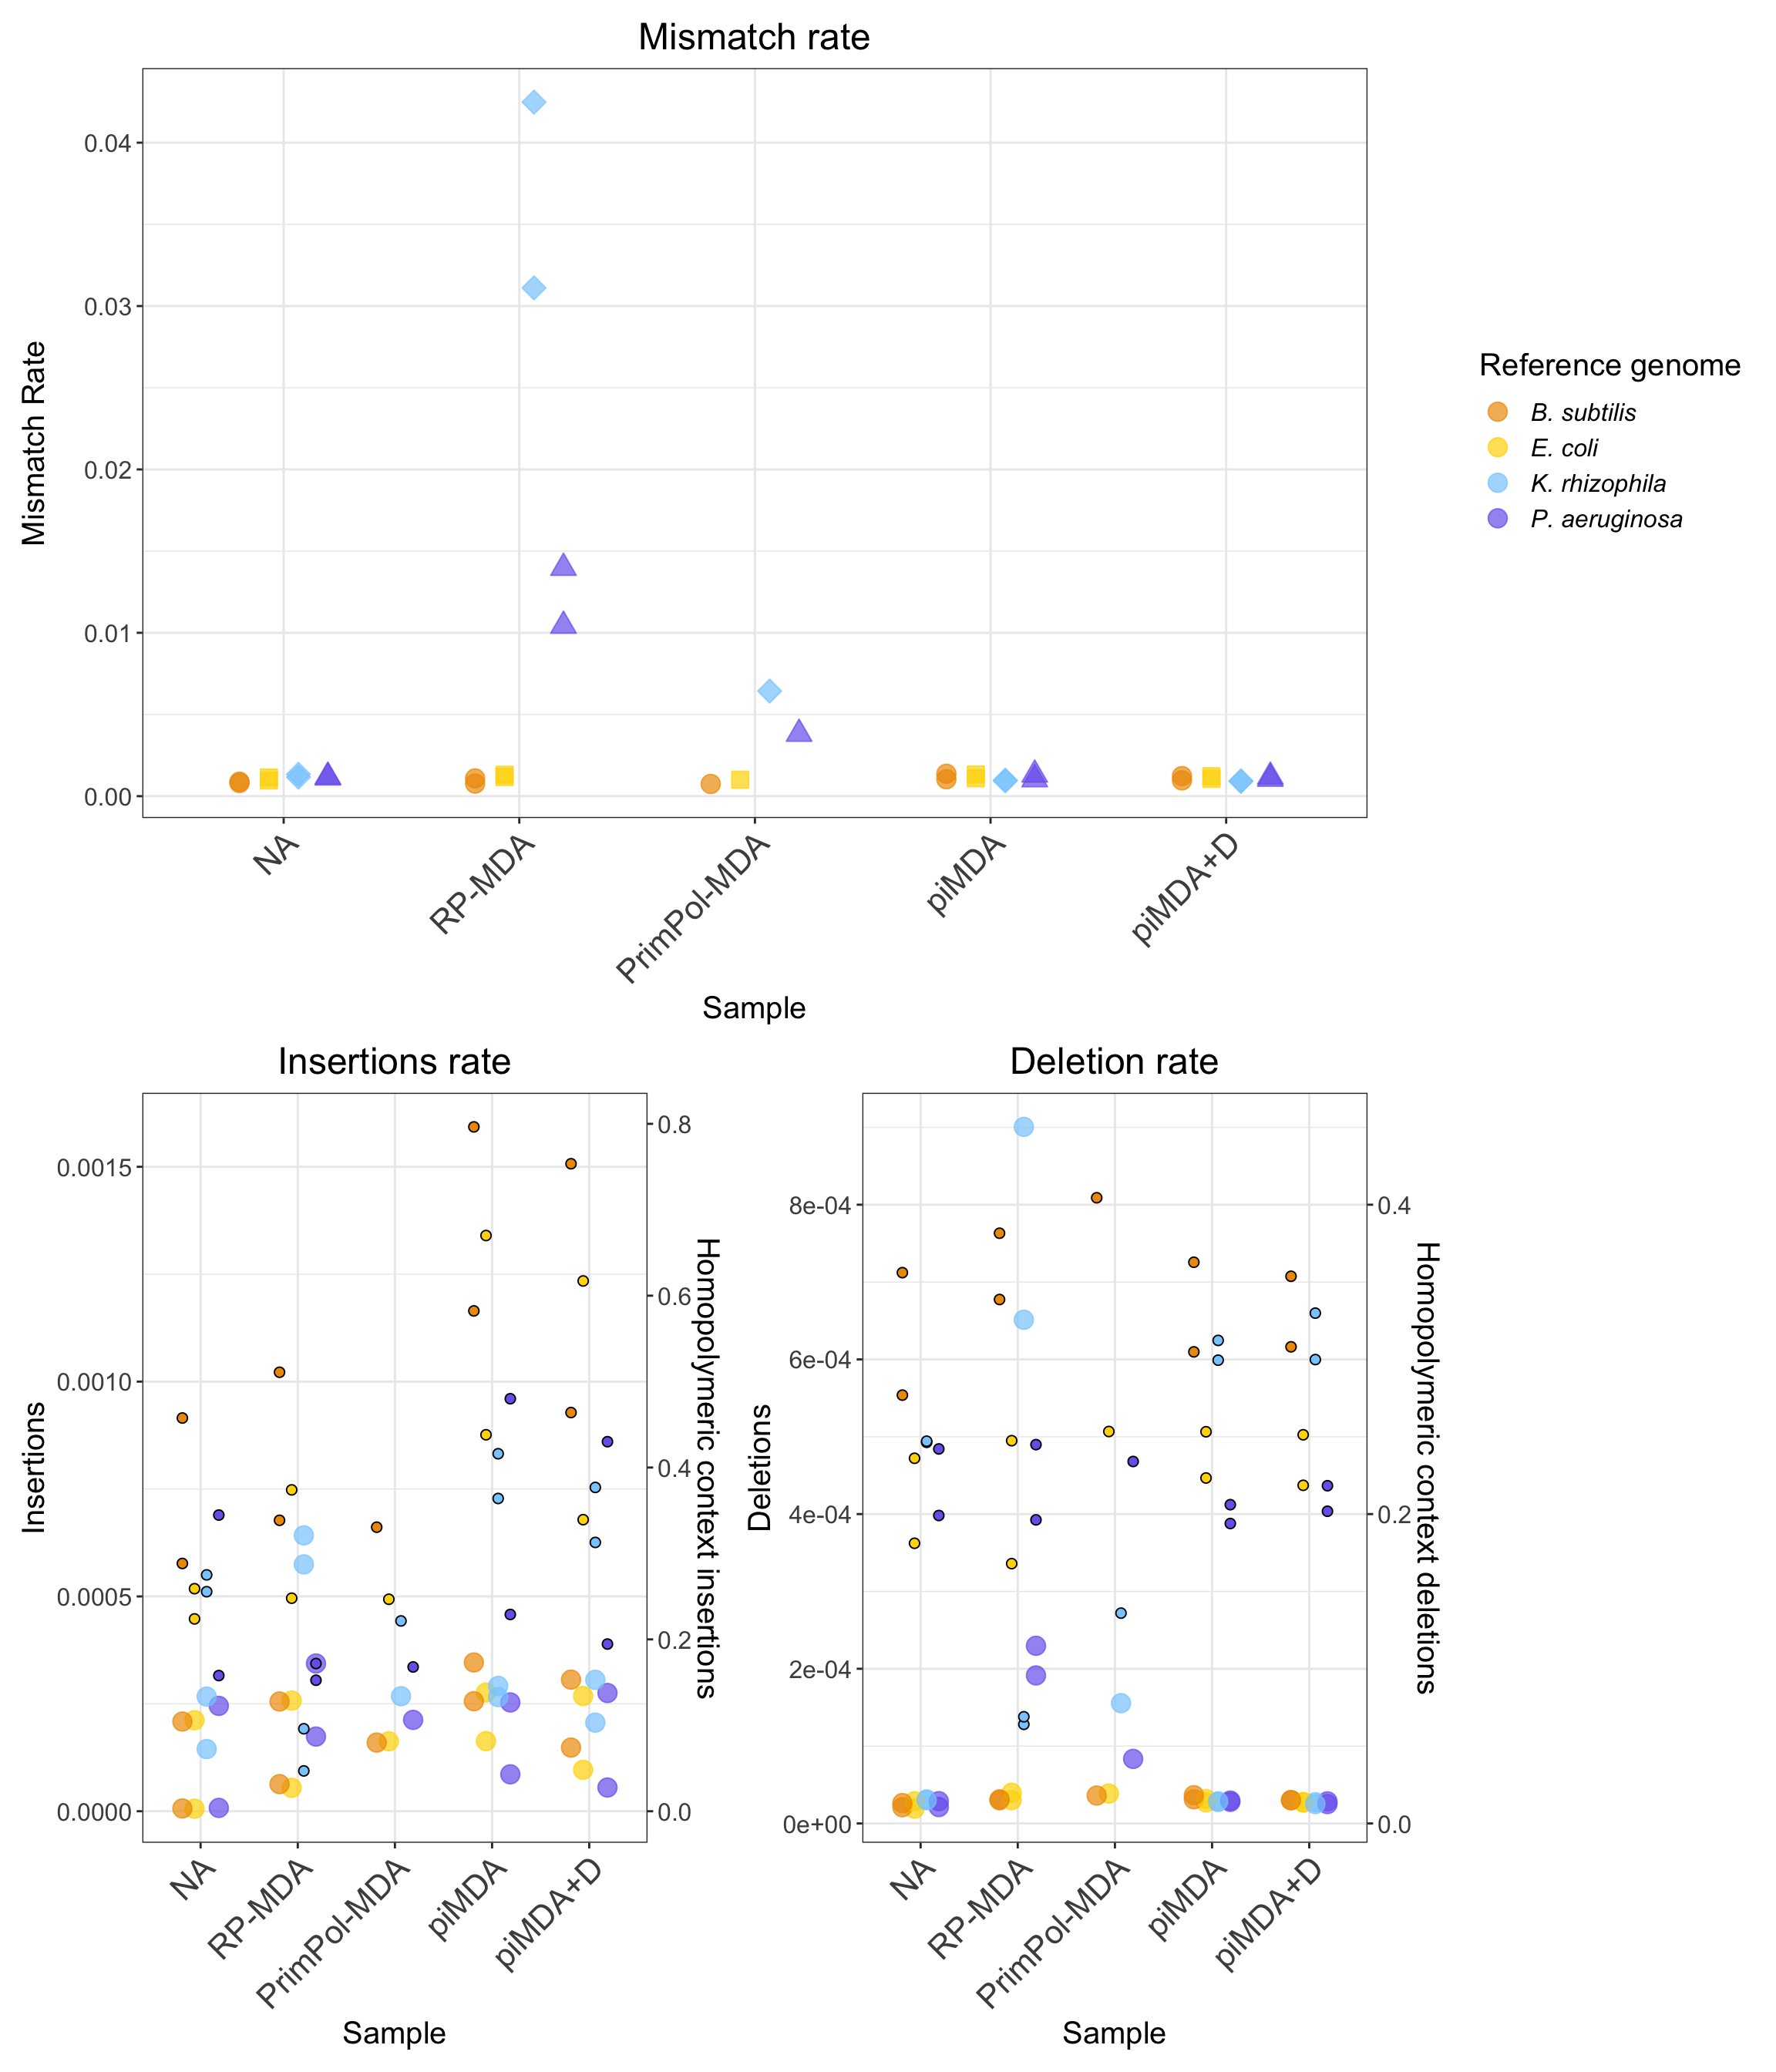 Mismatch rate
Mismatch Rate
0.04
0.03
0.02
0.01
0.00
NA
RP-MDA
PrimPol-MDA
piMDA
piMDA+D
Sample
Reference genome
B. subtilis
E. coli
K. rhizophila
P. aeruginosa
Insertions rate
Insertions
0.0015
0.0010
0.0005
0.0000
0.8
0.6
0.4
0.2
0.0
Homopolymeric context insertions
NA
RP-MDA
PrimPol-MDA
piMDA
piMDA+D
Sample
Deletion rate
Deletions
8e-04
6e-04
4e-04
2e-04
0e+00
0.4
0.2
0.0
Homopolymeric context deletions
NA
RP-MDA
PrimPol-MDA
piMDA
piMDA+D
Sample